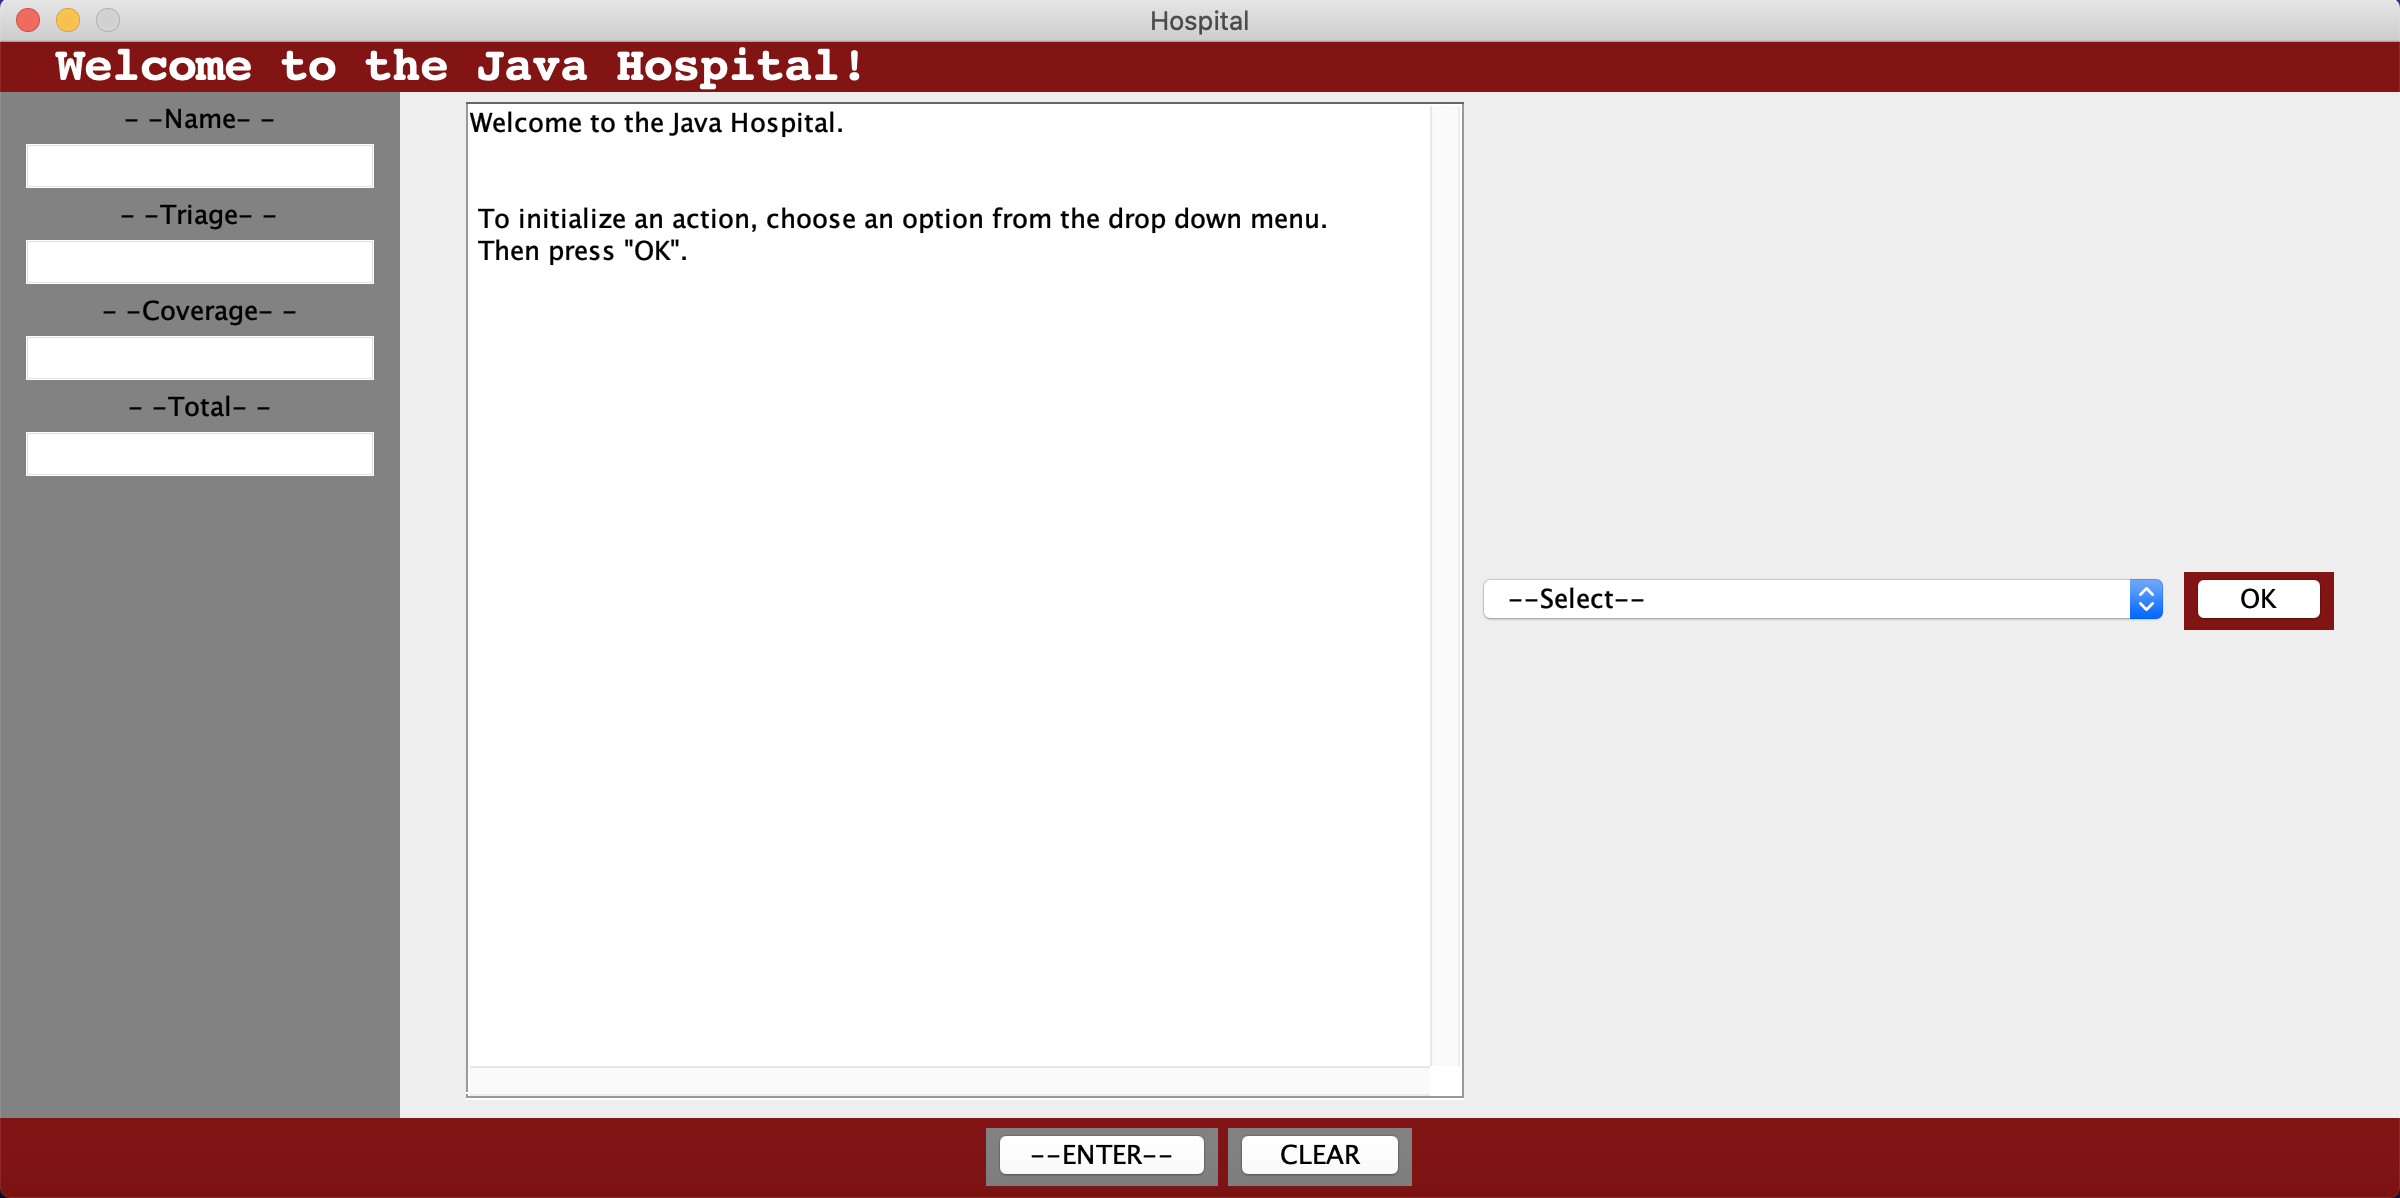 Hospital
Welcome to the Java Hospital!
- -Name- -
- -Triage- -
- -Coverage- -
- -Total- -
Welcome to the Java Hospital.
To initialize an action, choose an option from the drop down menu.
Then press "OK".
--Select--
OK
--ENTER--
CLEAR